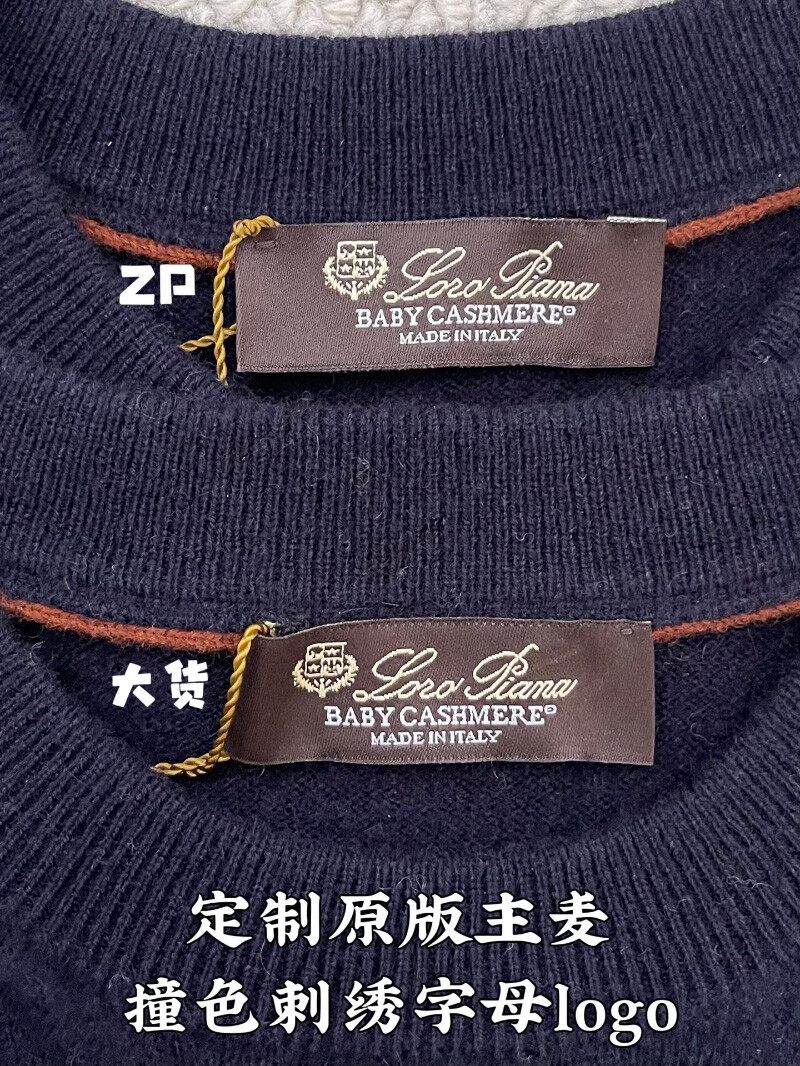 ZP
Loro Piana
BABY CASHMERE®
MADE IN ITALY
大货
Loro Piana
BABY CASHMERE®
MADE IN ITALY
定制原版主麦
撞色刺绣字母logo